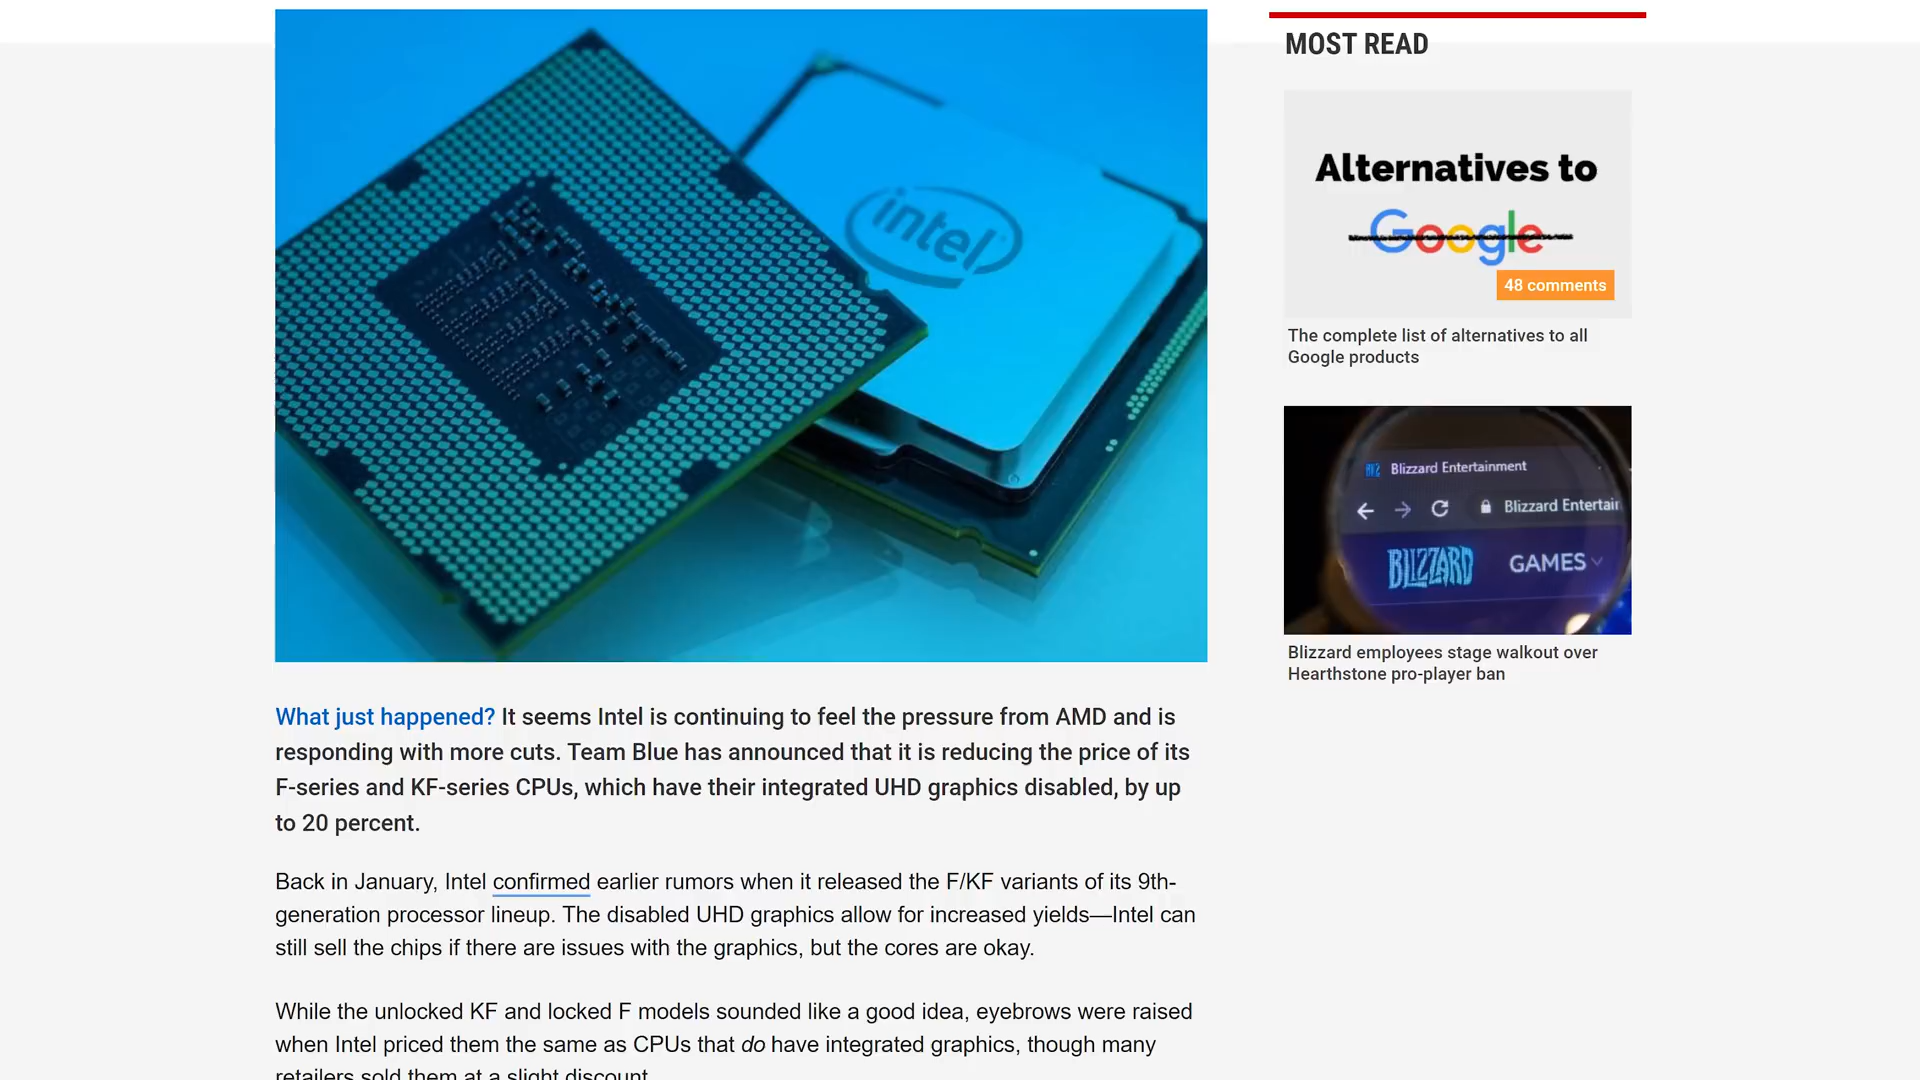 intel
What just happened? It seems Intel is continuing to feel the pressure from AMD and is
responding with more cuts. Team Blue has announced that it is reducing the price of its
F-series and KF-series CPUs, which have their integrated UHD graphics disabled, by up
to 20 percent.
Back in January, Intel confirmed earlier rumors when it released the F/KF variants of its 9th-
generation processor lineup. The disabled UHD graphics allow for increased yields—Intel can
still sell the chips if there are issues with the graphics, but the cores are okay.
While the unlocked KF and locked F models sounded like a good idea, eyebrows were raised
when Intel priced them the same as CPUs that do have integrated graphics, though many
retailers sold them at a slight discount.
MOST READ
Alternatives to
Google
48 comments
The complete list of alternatives to all
Google products
Blizzard Entertainment
Blizzard Entertain
BLIZZARD
GAMES
Blizzard employees stage walkout over
Hearthstone pro-player ban